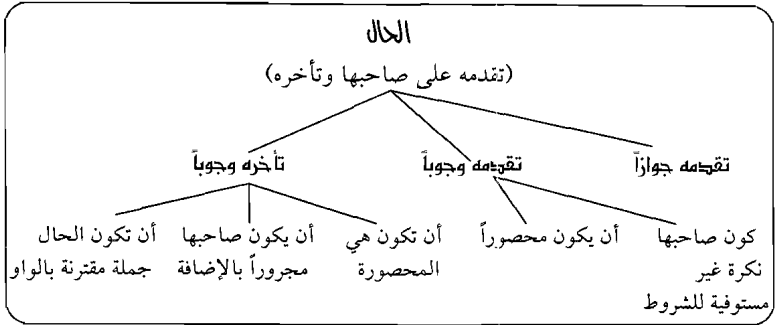 الحال
(تقدمه على صاحبها وتأخره)
تقدمه جوازاً تقدمه وجوباً تأخره وجوباً
كون صاحبها أن يكون محصوراً أن تكون هي أن يكون صاحبها أن تكون الحال
نكرة غير المحصورة مجروراً بالإضافة جملة مقترنة بالواو
مستوفية للشروط